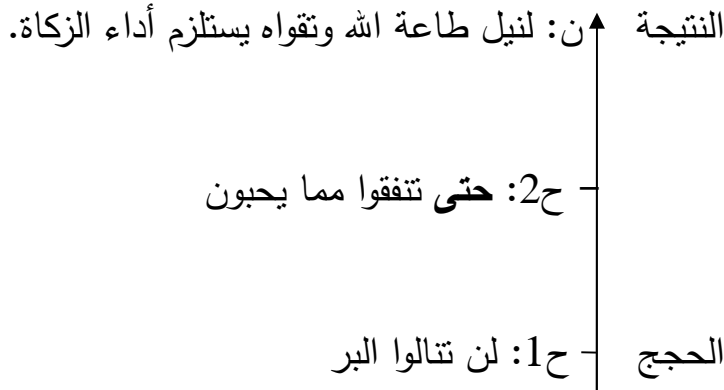 النتيجة ن: لنيل طاعة الله وتقواه يستلزم أداء الزكاة.
ح2: حتى تنفقوا مما يحبون
الحجج ح1: لن تنالوا البر